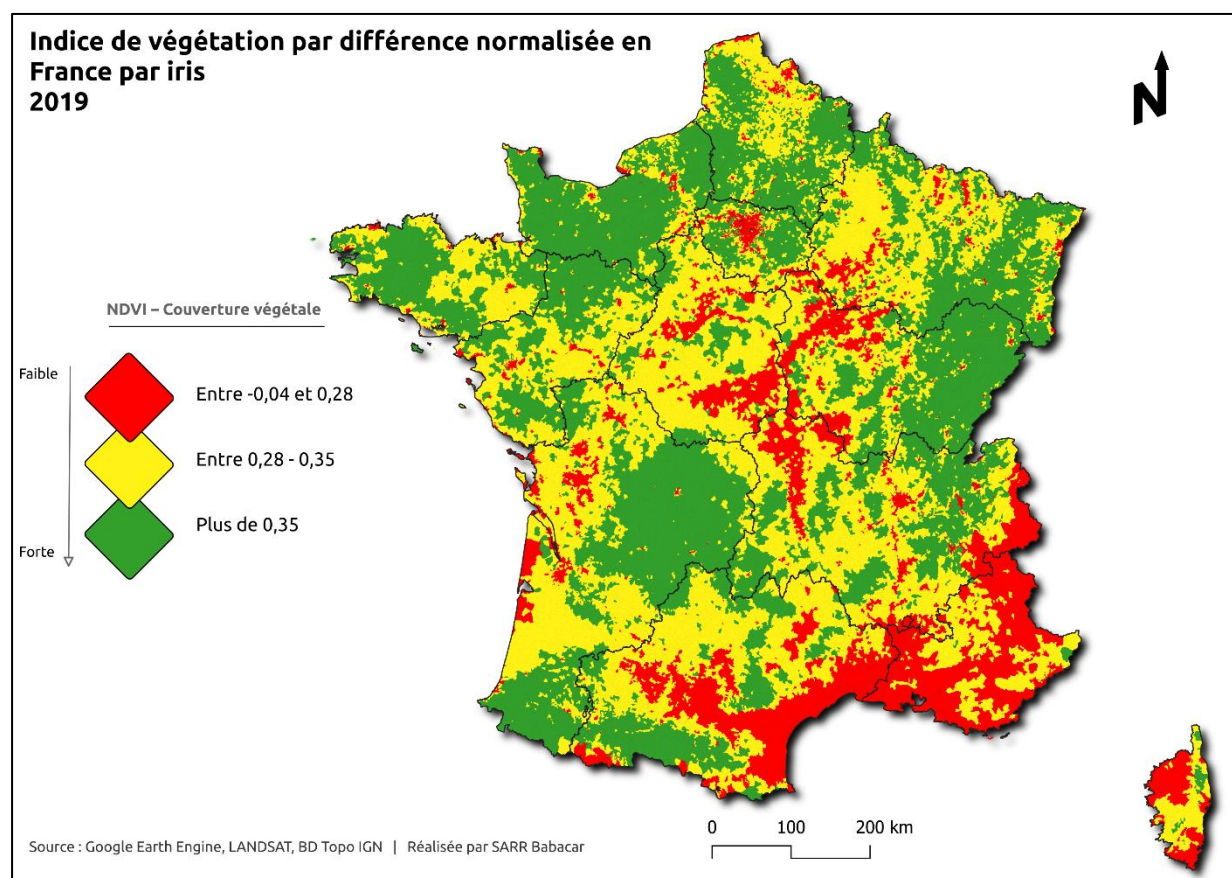 Indice de végétation par différence normalisée en
France par iris
2019
N
NDVI – Couverture végétale
Faible
Entre -0,04 et 0,28
Entre 0,28 - 0,35
Plus de 0,35
Forte
0 100 200 km
Source : Google Earth Engine, LANDSAT, BD Topo IGN | Réalisée par SARR Babacar